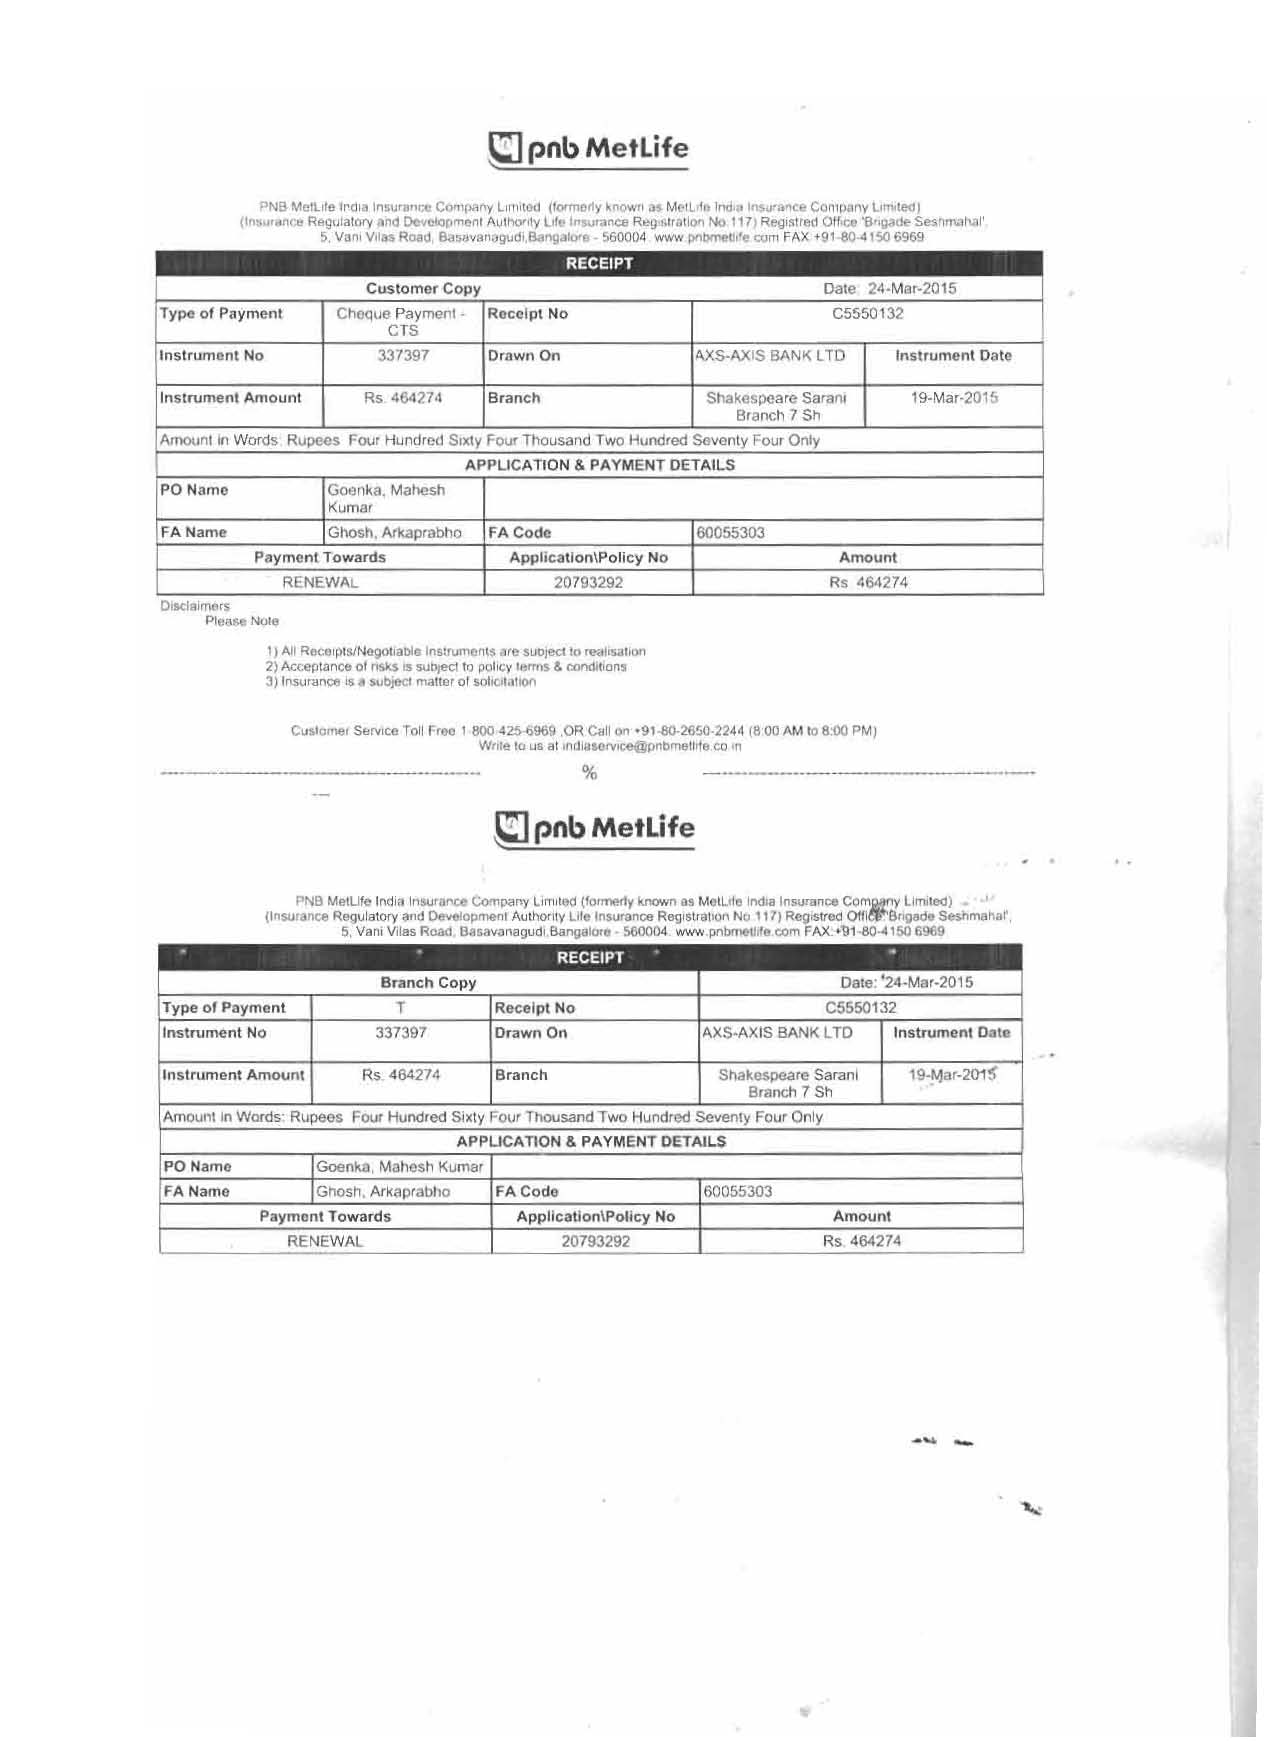 pnb MetLife
PNB MetLife India Insurance Company Limited (formerly known as MetLife India Insurance Company Limited)
(Insurance Regulatory and Development Authority Life Insurance Registration No.117) Registred Office 'Brigade Seshmahal',
5, Vani Vilas Road, Basavanagudi,Bangalore - 560004. www.pnbmetlife.com FAX +91-80-4150 6969
RECEIPT
Customer Copy Date: 24-Mar-2015
Type of Payment Cheque Payment - Receipt No C5550132
CTS
Instrument No 337397 Drawn On AXS-AXIS BANK LTD Instrument Date
Instrument Amount Rs. 464274 Branch Shakespeare Sarani 19-Mar-2015
Branch 7 Sh
Amount in Words: Rupees Four Hundred Sixty Four Thousand Two Hundred Seventy Four Only
APPLICATION & PAYMENT DETAILS
PO Name Goenka, Mahesh
Kumar
FA Name Ghosh, Arkaprabho FA Code 60055303
Payment Towards Application\Policy No Amount
RENEWAL 20793292 Rs. 464274
Disclaimers
Please Note
1) All Receipts/Negotiable Instruments are subject to realisation
2) Acceptance of risks is subject to policy terms & conditions
3) Insurance is a subject matter of solicitation
Customer Service Toll Free 1-800-425-6969 ,OR Call on +91-80-2650-2244 (8:00 AM to 8:00 PM)
Write to us at indiaservice@pnbmetlife.co.in
%
pnb MetLife
PNB MetLife India Insurance Company Limited (formerly known as MetLife India Insurance Company Limited)
(Insurance Regulatory and Development Authority Life Insurance Registration No.117) Registred Office 'Brigade Seshmahal',
5, Vani Vilas Road, Basavanagudi,Bangalore - 560004. www.pnbmetlife.com FAX:+91-80-4150 6969
RECEIPT
Branch Copy Date: 24-Mar-2015
Type of Payment T Receipt No C5550132
Instrument No 337397 Drawn On AXS-AXIS BANK LTD Instrument Date
Instrument Amount Rs. 464274 Branch Shakespeare Sarani 19-Mar-2015
Branch 7 Sh
Amount in Words: Rupees Four Hundred Sixty Four Thousand Two Hundred Seventy Four Only
APPLICATION & PAYMENT DETAILS
PO Name Goenka, Mahesh Kumar
FA Name Ghosh, Arkaprabho FA Code 60055303
Payment Towards Application\Policy No Amount
RENEWAL 20793292 Rs. 464274